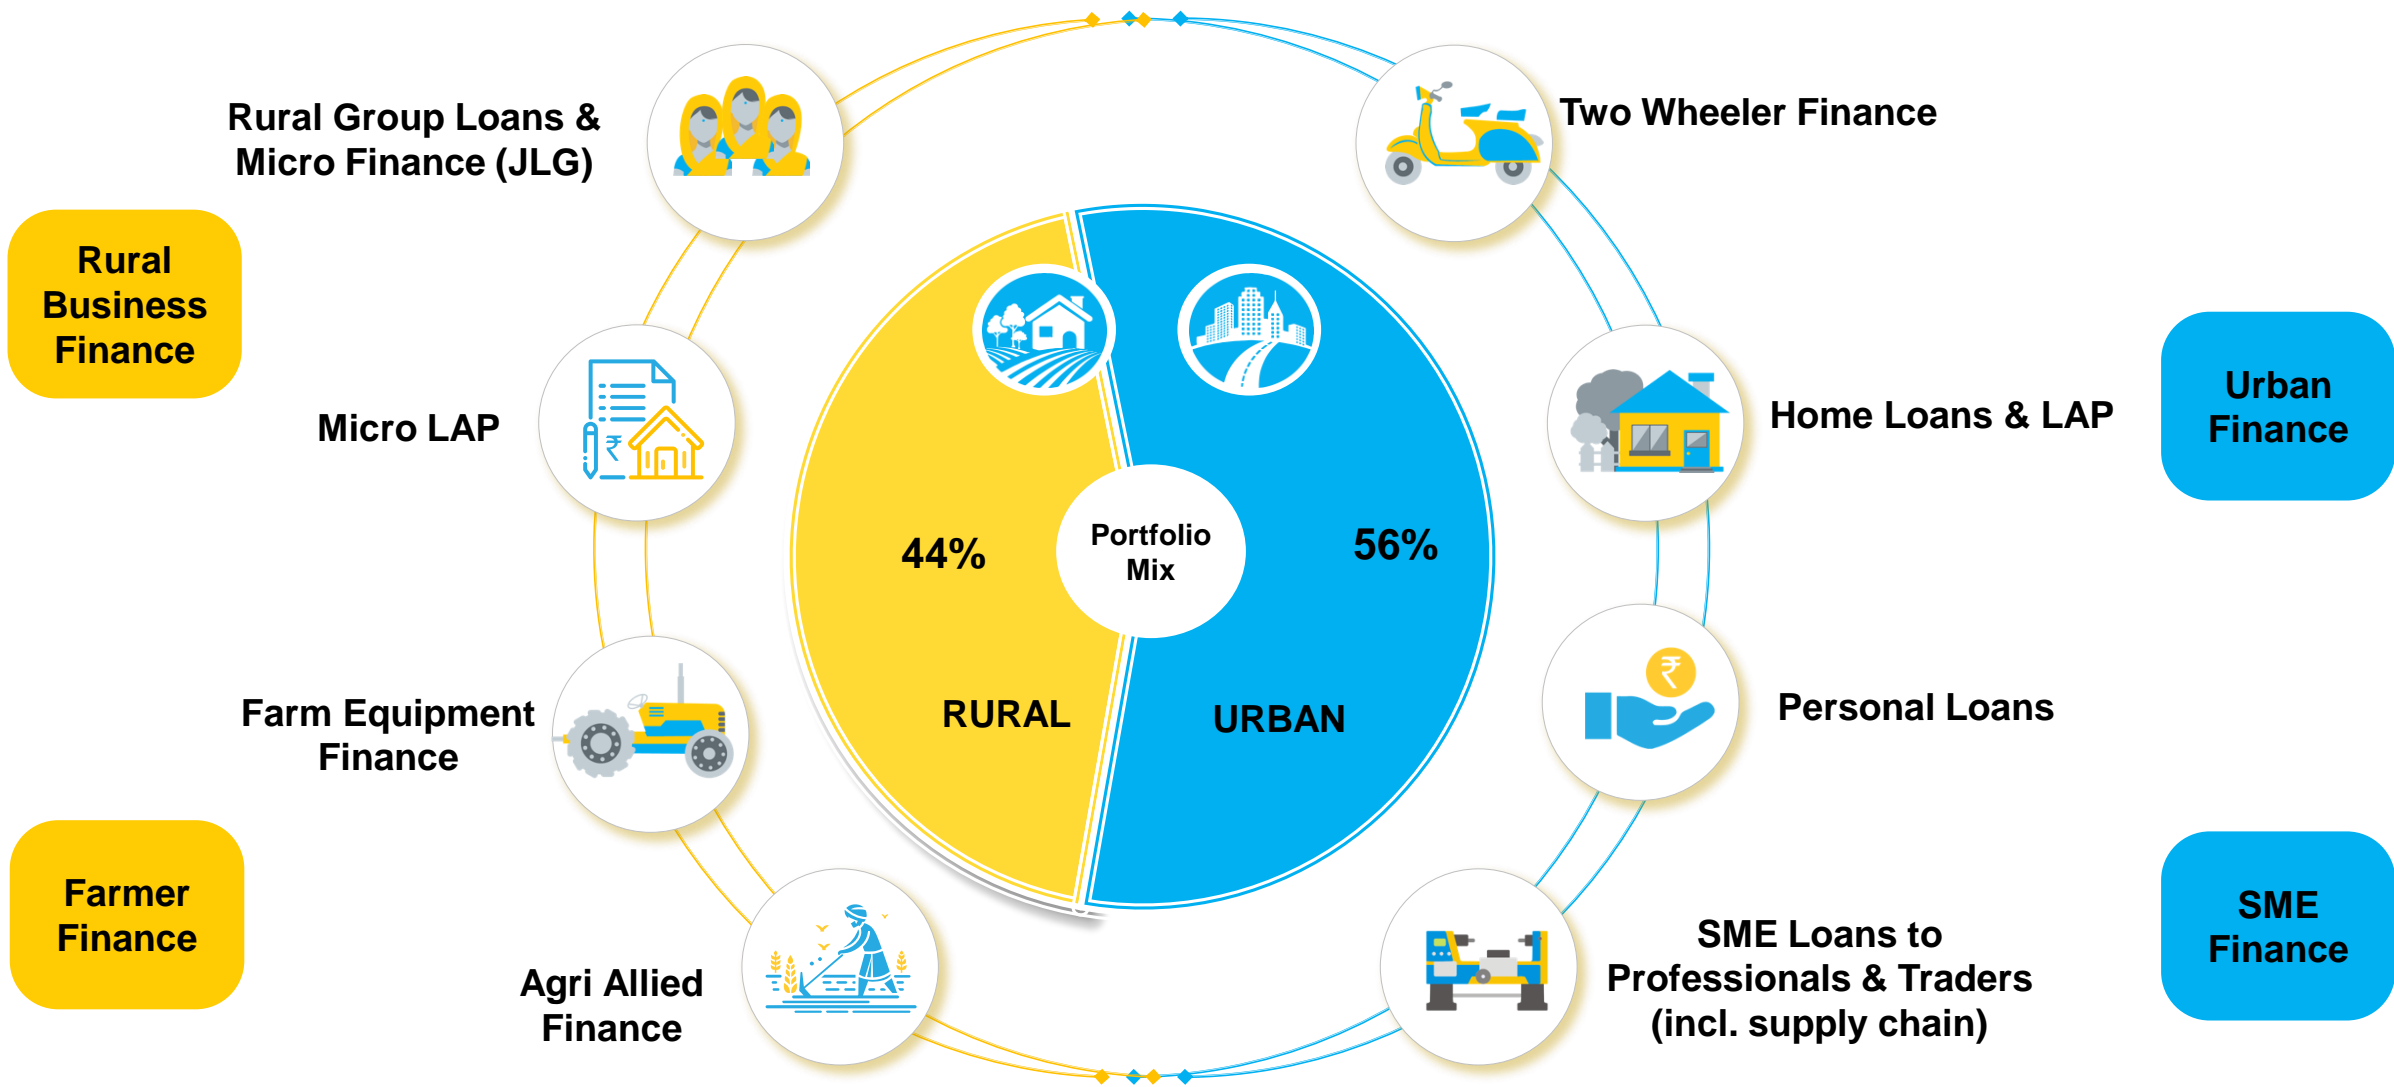 Rural Group Loans &
Micro Finance (JLG)
Two Wheeler Finance
Rural
Business
Finance
Micro LAP
Home Loans & LAP
Urban
Finance
₹
44%
Portfolio
Mix
56%
₹
Farm Equipment
Finance
RURAL
URBAN
Personal Loans
Farmer
Finance
Agri Allied
Finance
SME Loans to
Professionals & Traders
(incl. supply chain)
SME
Finance